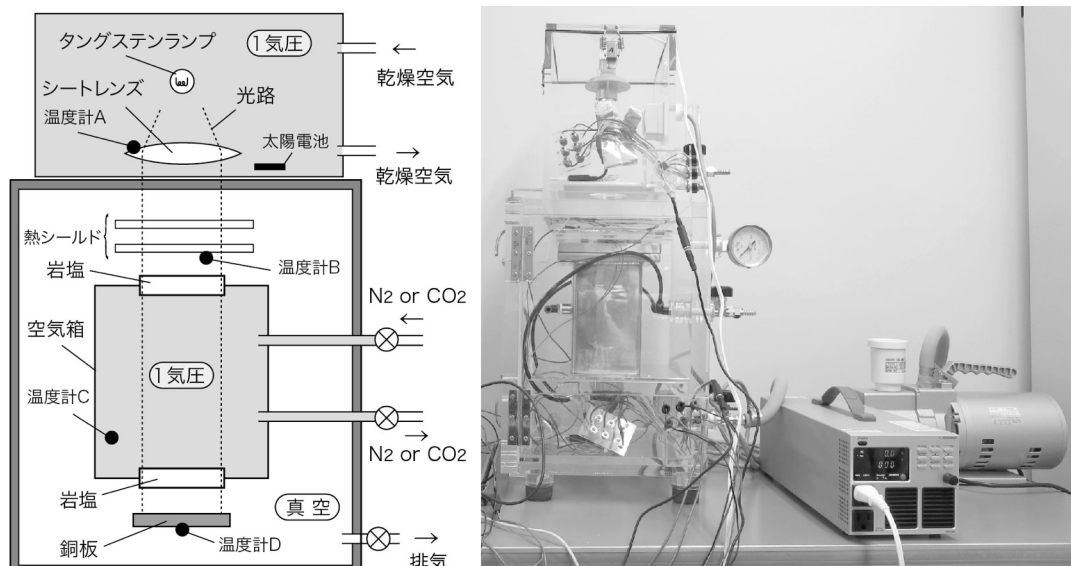 タングステンランプ
1気圧
乾燥空気
シートレンズ
光路
温度計A
太陽電池
乾燥空気
熱シールド
温度計B
岩塩
N2 or CO2
空気箱
1気圧
温度計C
N2 or CO2
岩塩
真空
銅板
温度計D
排気